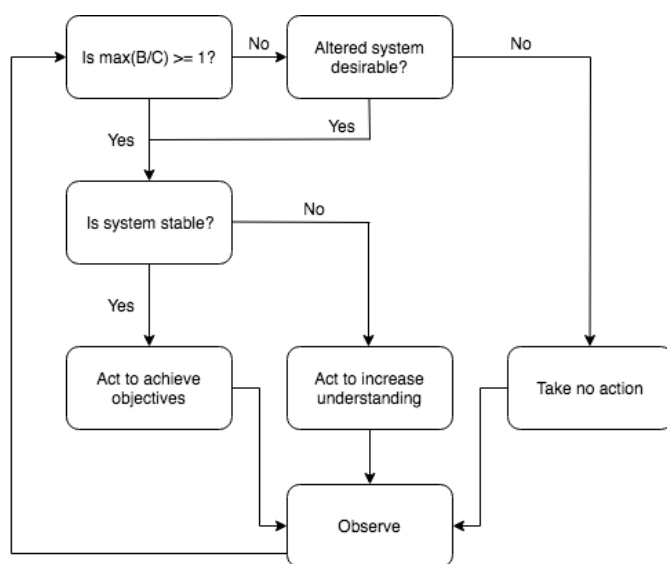 Is max(B/C) >= 1?
No
Altered system
desirable?
No
Yes
Yes
Is system stable?
No
Yes
Act to achieve
objectives
Act to increase
understanding
Take no action
Observe